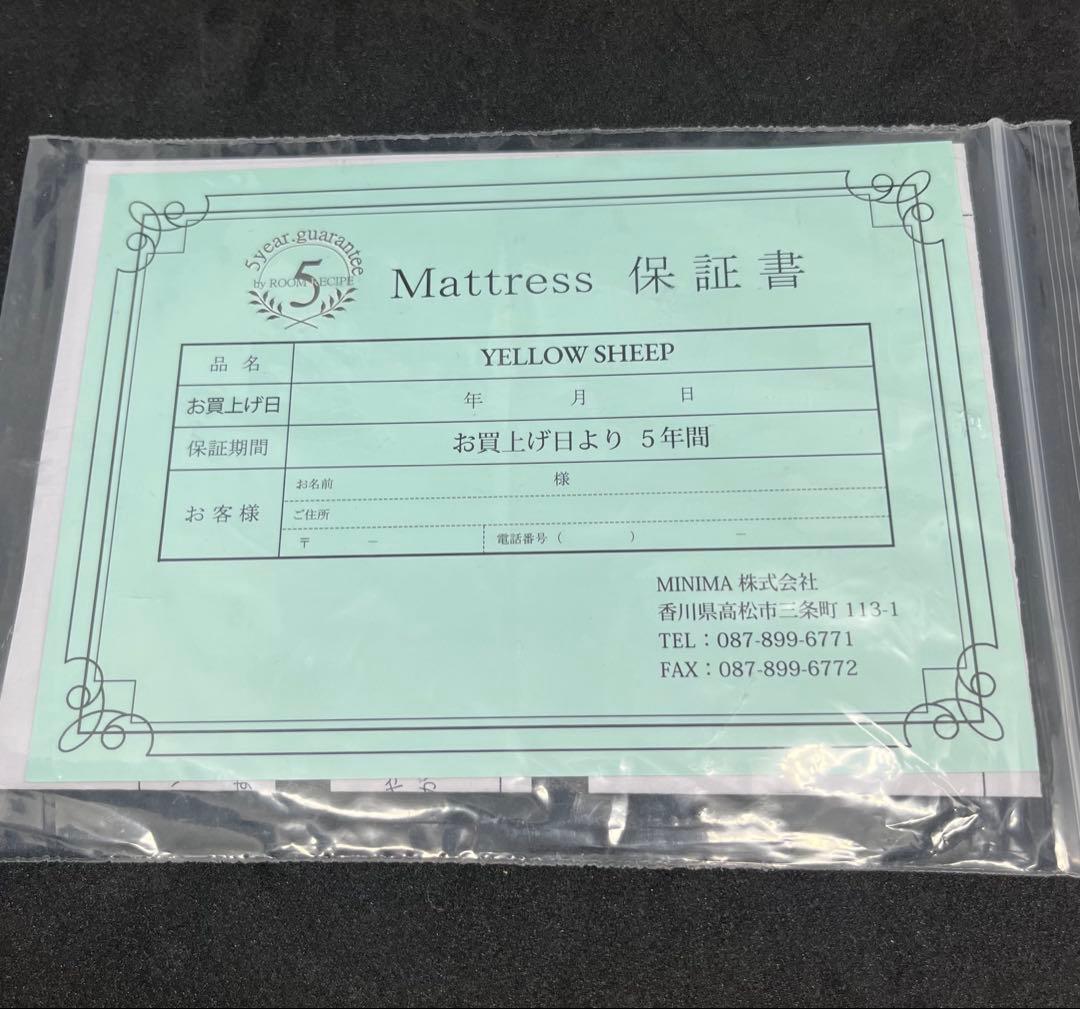 5year.guarantee
by ROOM RECIPE
5
Mattress 保証書
品名 YELLOW SHEEP
お買上げ日 年 月 日
保証期間 お買上げ日より 5年間
お客様
お名前 様
ご住所
〒 － 電話番号 ( ) －
MINIMA 株式会社
香川県高松市三条町 113-1
TEL：087-899-6771
FAX：087-899-6772